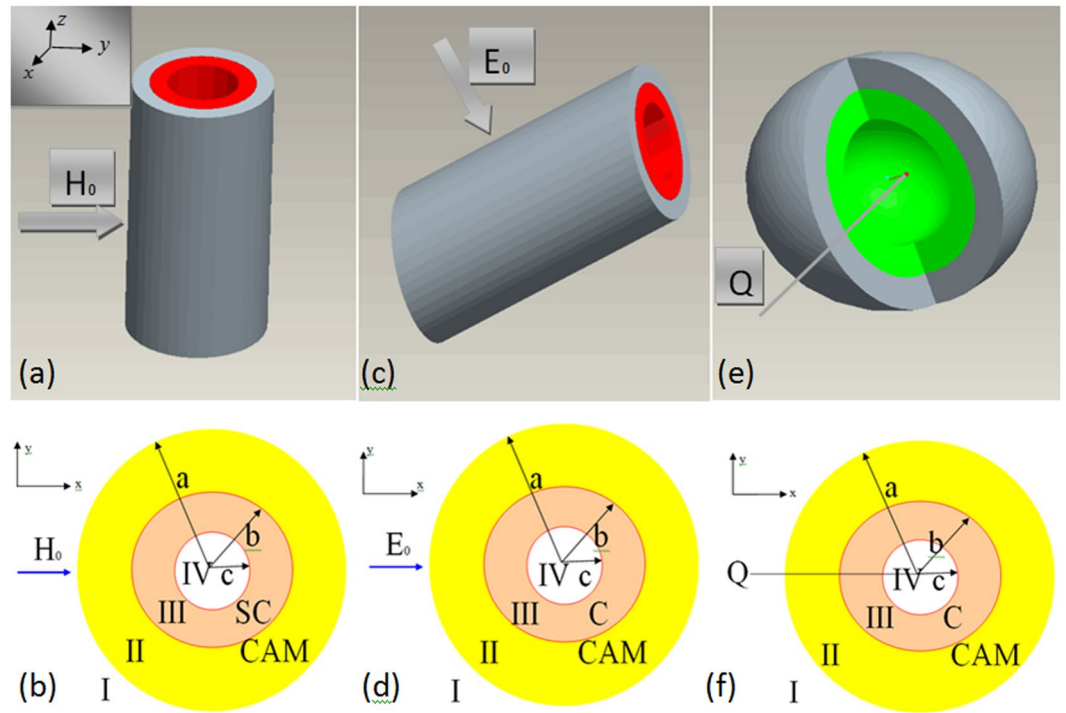 z
y
x
H₀
(a)
E₀
(c)
Q
(e)
y
x
H₀
a
b
IV c
III SC
II CAM
I
(b)
y
x
E₀
a
b
IV c
III C
II CAM
I
(d)
y
x
Q
a
b
IV c
III C
II CAM
I
(f)